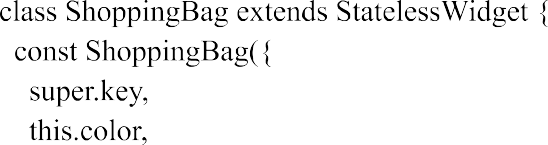 class ShoppingBag extends StatelessWidget {
const ShoppingBag({
super.key,
this.color,